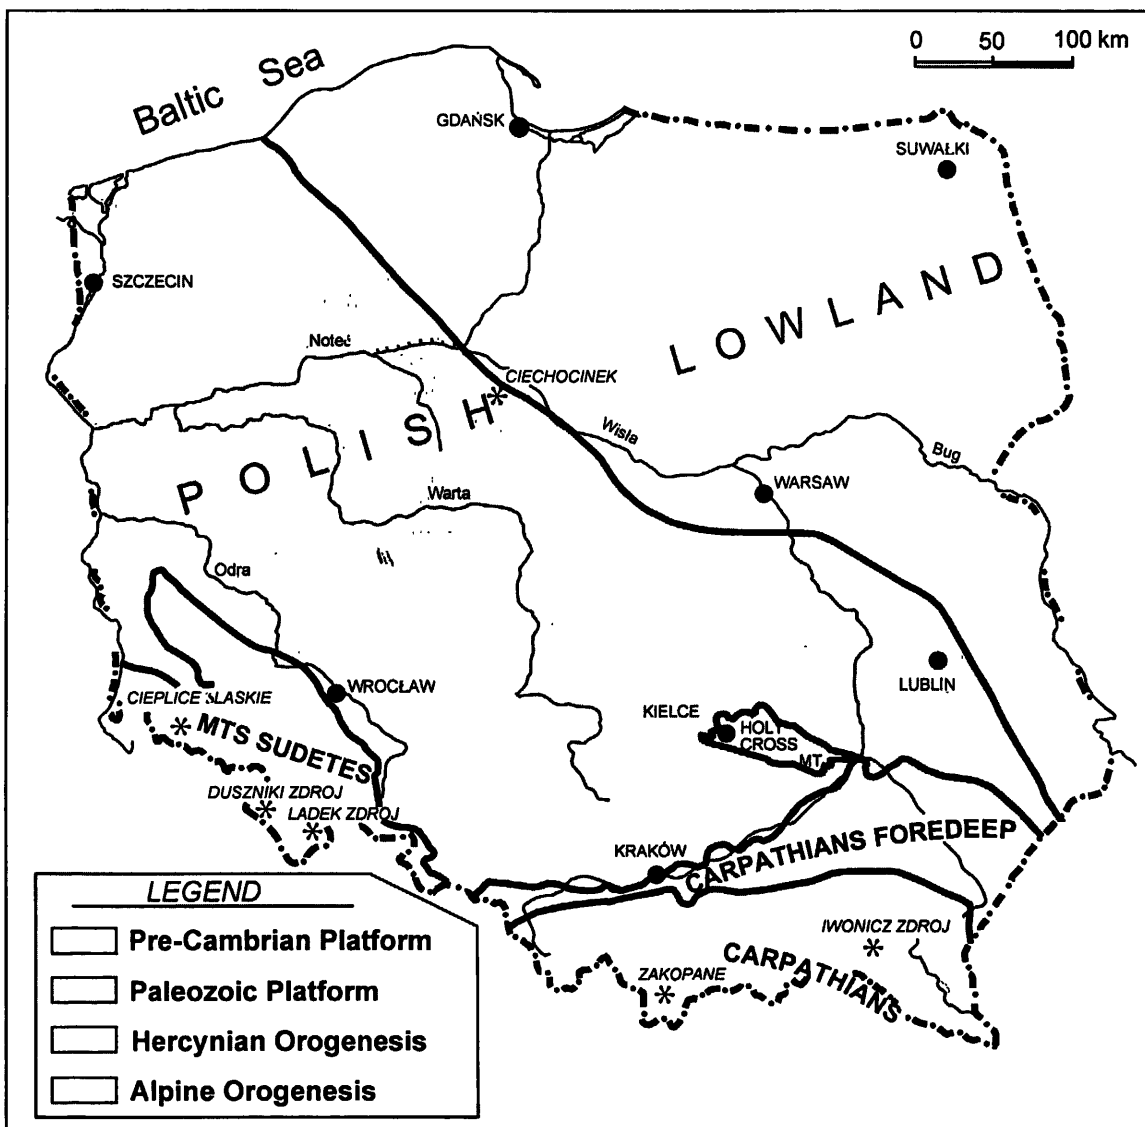 0 50 100 km
Baltic Sea
GDAŃSK
SUWAŁKI
SZCZECIN
LOWLAND
Noteć
CIECHOCINEK
POLISH
Wisla
Bug
WARSAW
Warta
Odra
LUBLIN
WROCŁAW
CIEPLICE SLASKIE
KIELCE
HOLY
CROSS
MT.
MTS SUDETES
DUSZNIKI ZDROJ
LADEK ZDROJ
KRAKÓW
CARPATHIANS FOREDEEP
IWONICZ ZDROJ
ZAKOPANE
CARPATHIANS
LEGEND
Pre-Cambrian Platform
Paleozoic Platform
Hercynian Orogenesis
Alpine Orogenesis